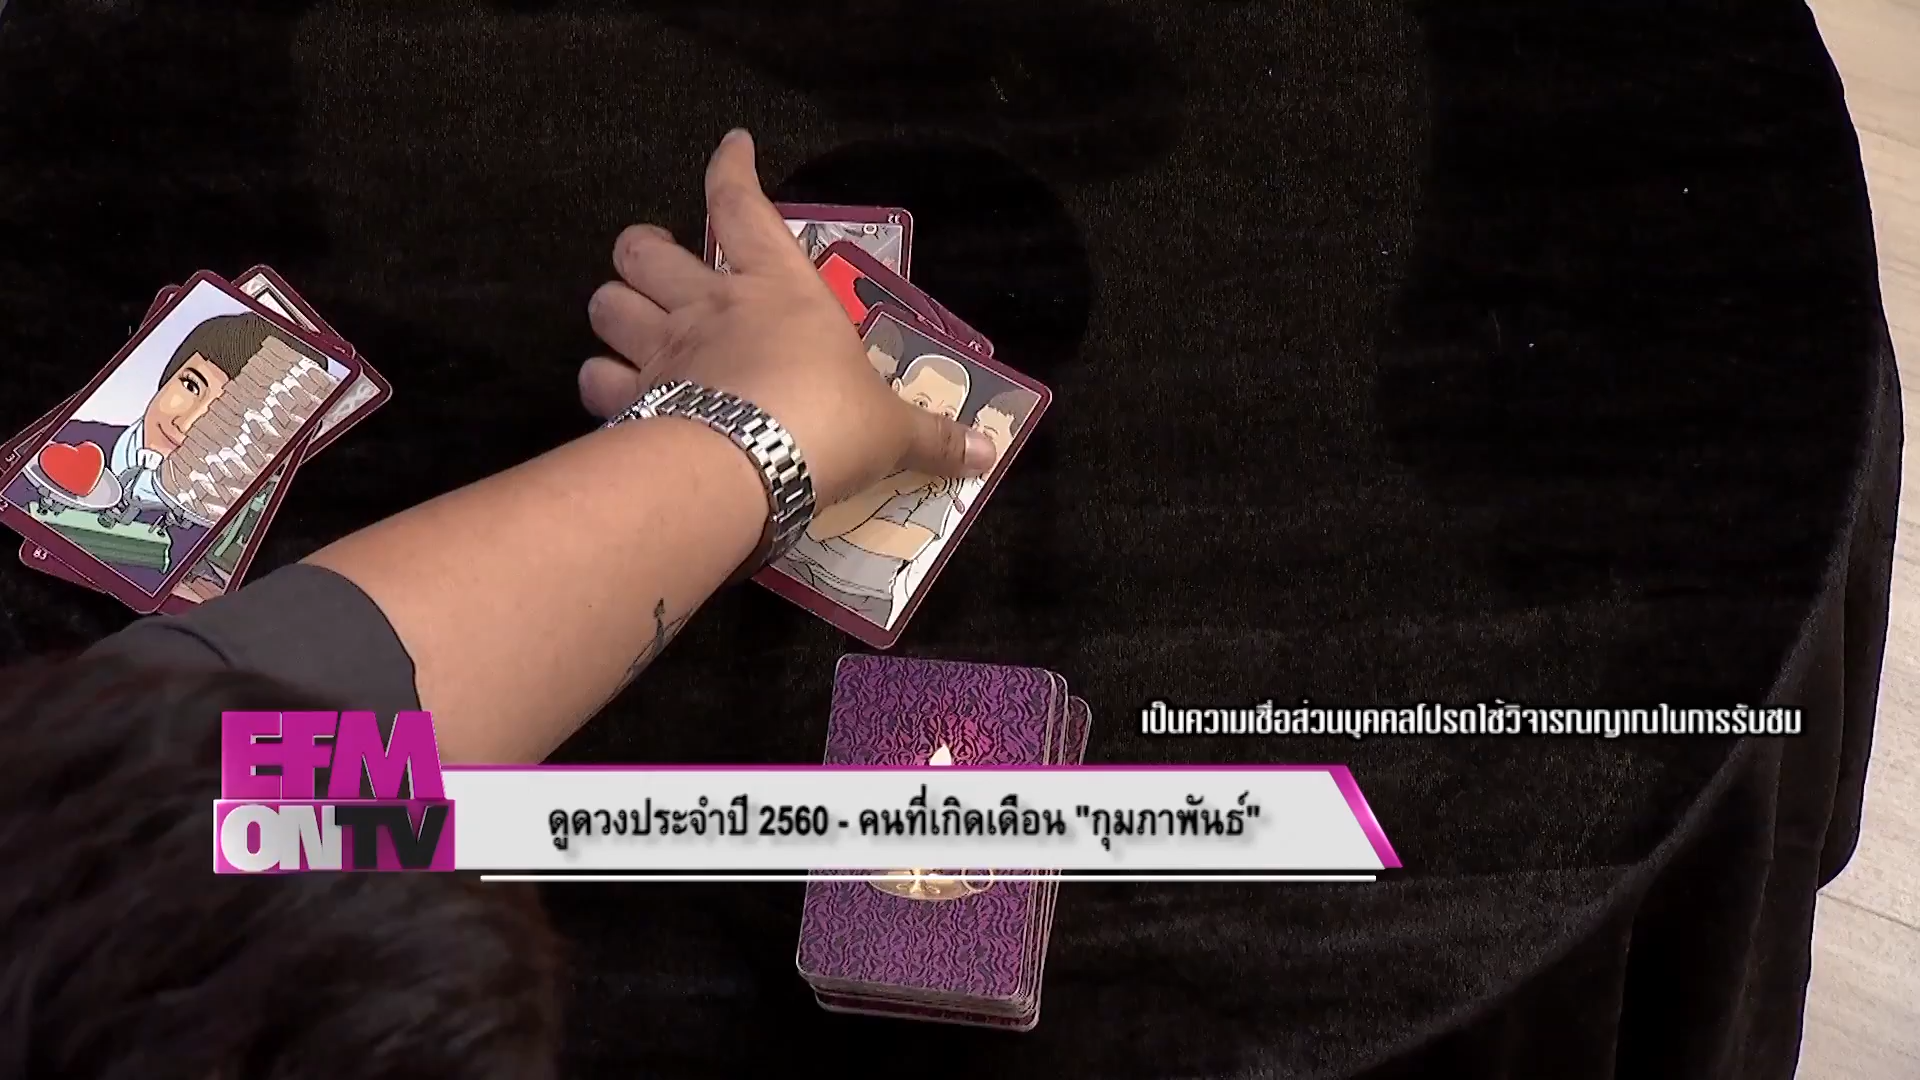 เป็นความเชื่อส่วนบุคคลโปรดใช้วิจารณญาณในการรับชม
EFM
ON TV
ดูดวงประจำปี 2560 - คนที่เกิดเดือน "กุมภาพันธ์"